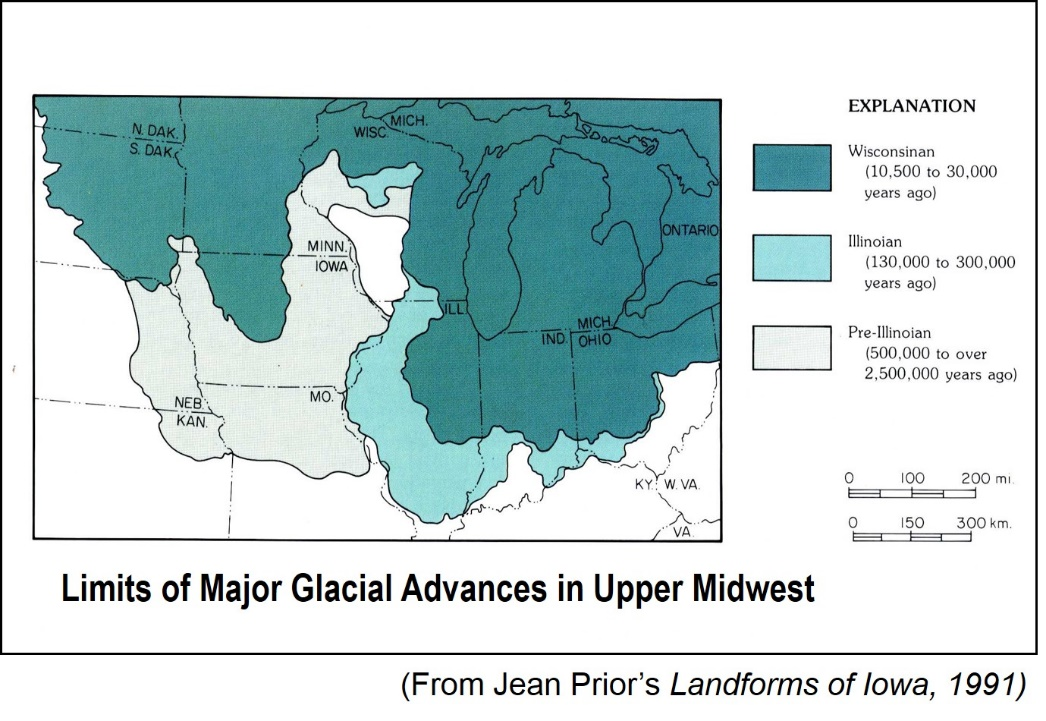 EXPLANATION
Wisconsinan
(10,500 to 30,000
years ago)
Illinoian
(130,000 to 300,000
years ago)
Pre-Illinoian
(500,000 to over
2,500,000 years ago)
N. DAK.
S. DAK.
WISC.
MICH.
ONTARIO
MINN.
IOWA
ILL.
MICH.
IND.
OHIO
MO.
NEB.
KAN.
KY.
W. VA.
VA.
0 100 200 mi.
0 150 300 km.
Limits of Major Glacial Advances in Upper Midwest
(From Jean Prior’s Landforms of Iowa, 1991)